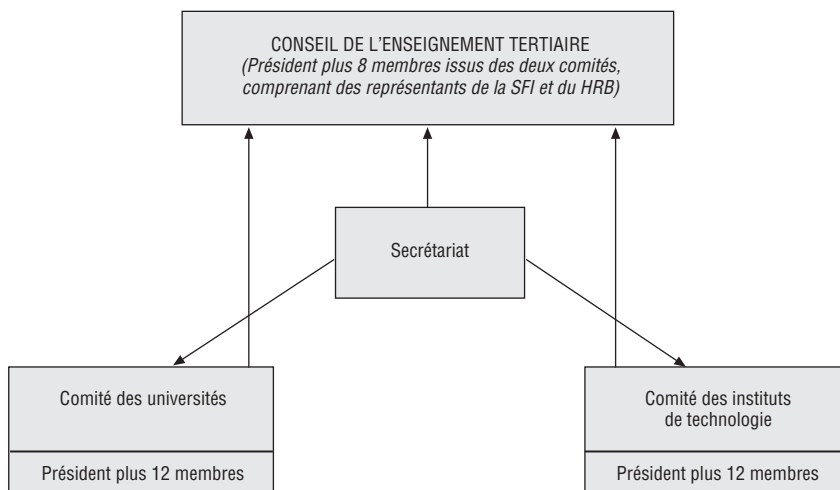 CONSEIL DE L’ENSEIGNEMENT TERTIAIRE
(Président plus 8 membres issus des deux comités,
comprenant des représentants de la SFI et du HRB)
Secrétariat
Comité des universités
Président plus 12 membres
Comité des instituts
de technologie
Président plus 12 membres